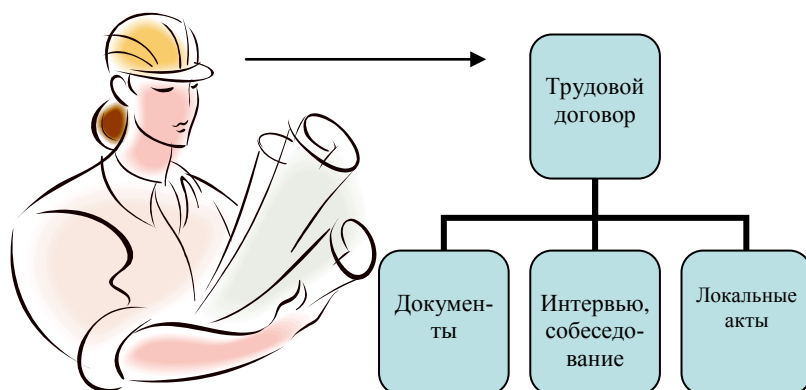 Трудовой
договор
Докумен-
ты
Интервью,
собеседо-
вание
Локальные
акты